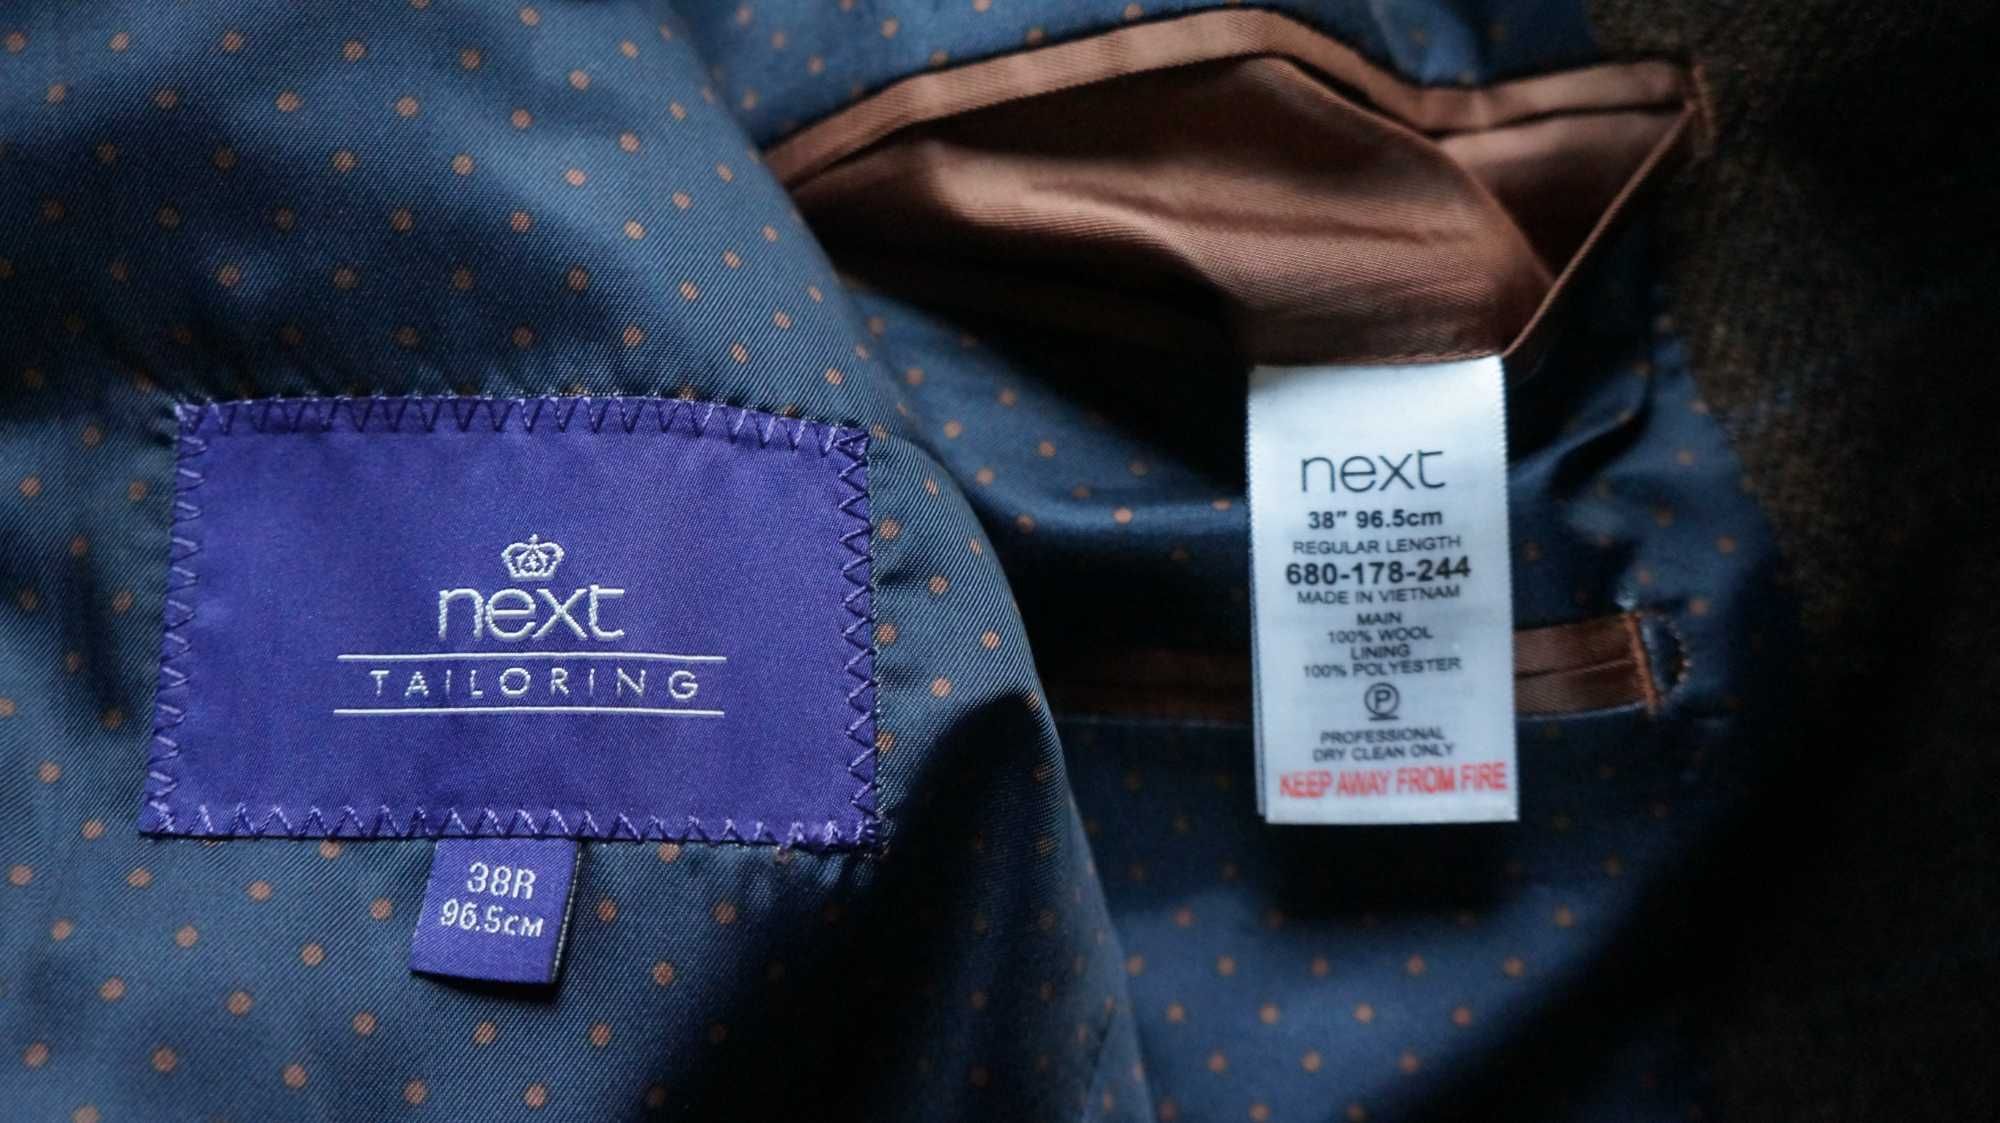 next
TAILORING
38R
96.5CM
next
38" 96.5cm
REGULAR LENGTH
680-178-244
MADE IN VIETNAM
MAIN
100% WOOL
LINING
100% POLYESTER
P
PROFESSIONAL
DRY CLEAN ONLY
KEEP AWAY FROM FIRE